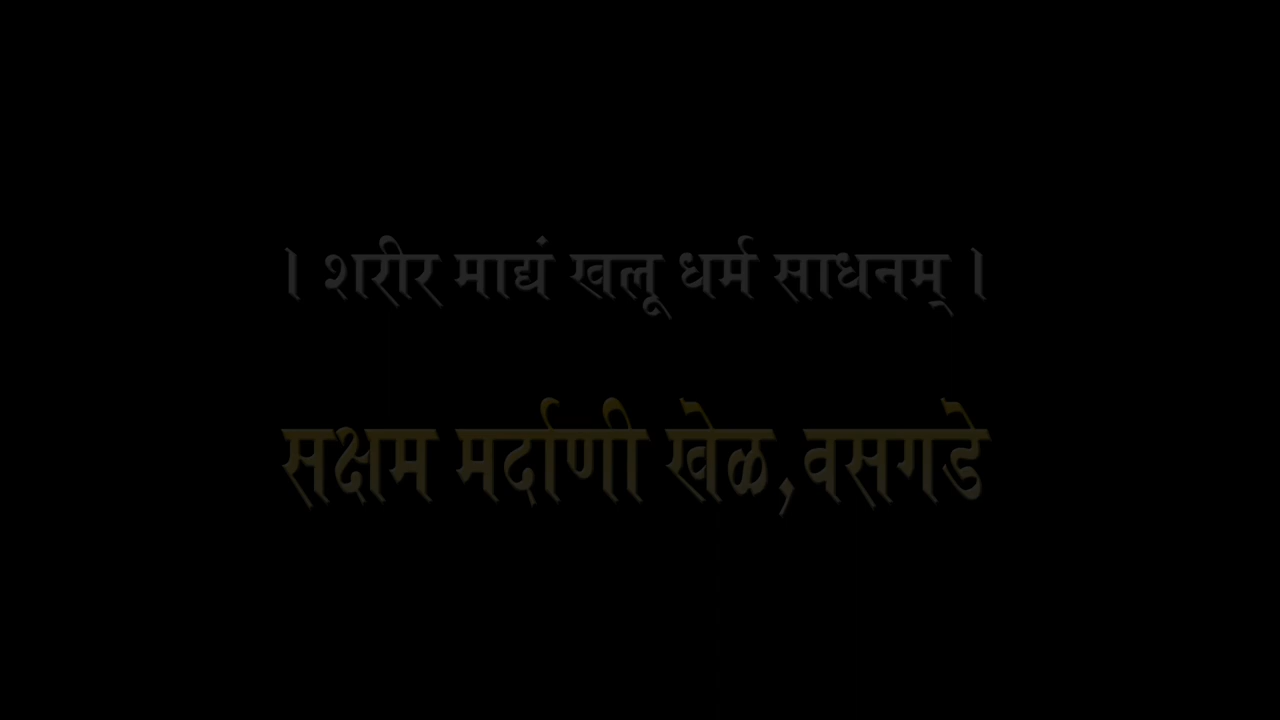 । शरीर माद्यं खलू धर्म साधनम् ।
सक्षम मर्दाणी खेळ,वसगडे